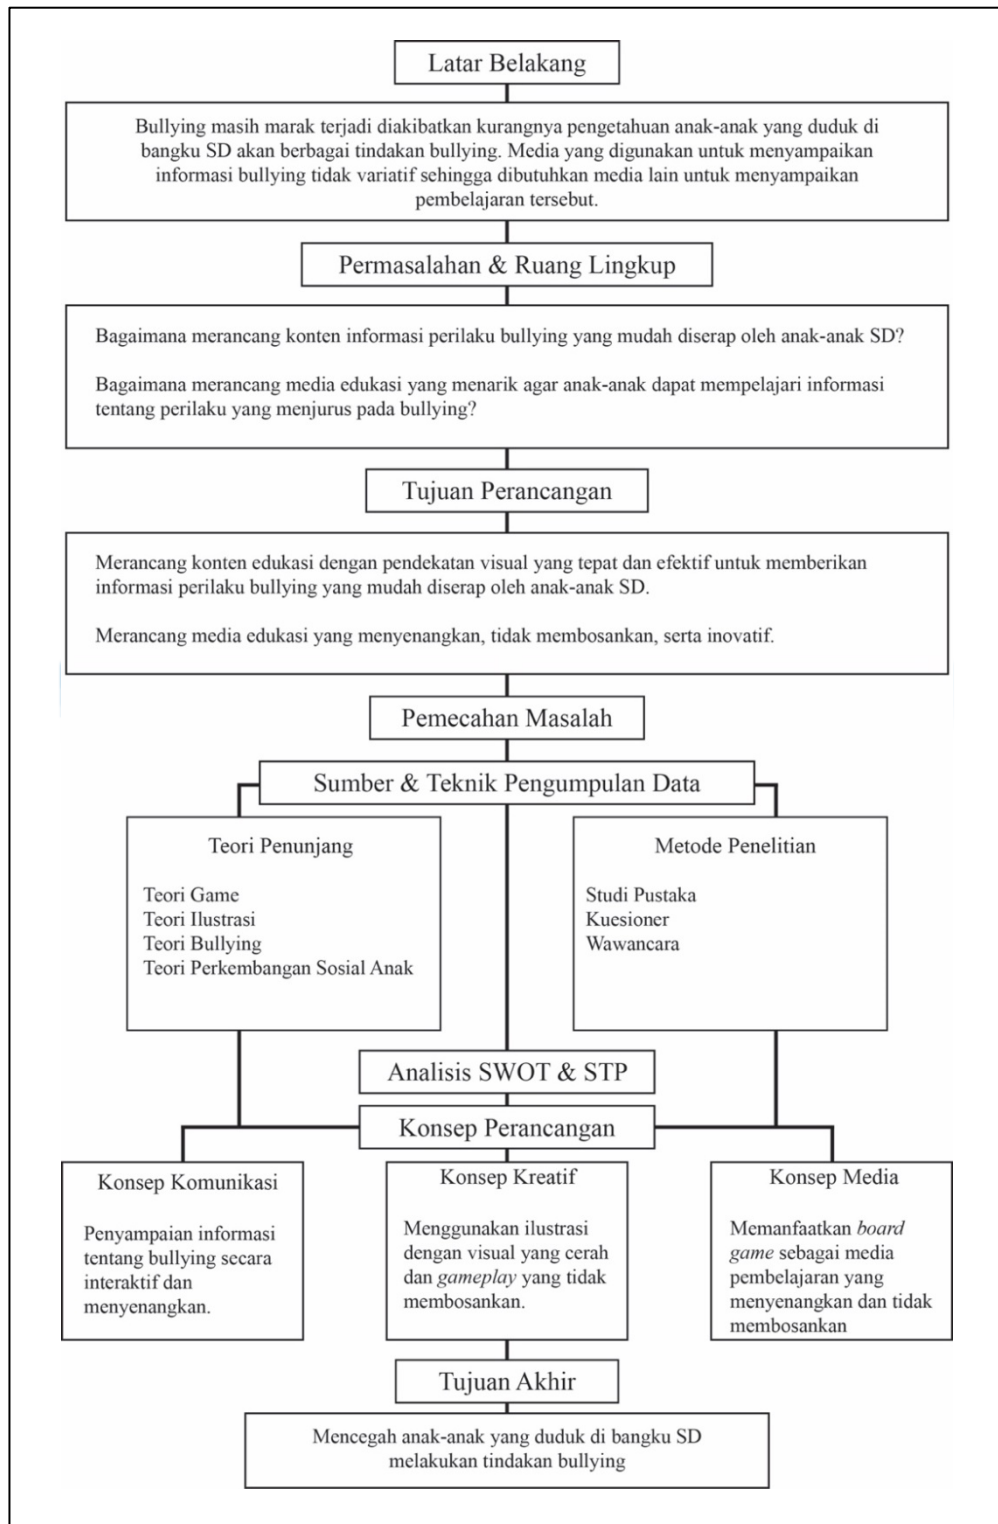 Latar Belakang
Bullying masih marak terjadi diakibatkan kurangnya pengetahuan anak-anak yang duduk di
bangku SD akan berbagai tindakan bullying. Media yang digunakan untuk menyampaikan
informasi bullying tidak variatif sehingga dibutuhkan media lain untuk menyampaikan
pembelajaran tersebut.
Permasalahan & Ruang Lingkup
Bagaimana merancang konten informasi perilaku bullying yang mudah diserap oleh anak-anak SD?
Bagaimana merancang media edukasi yang menarik agar anak-anak dapat mempelajari informasi
tentang perilaku yang menjurus pada bullying?
Tujuan Perancangan
Merancang konten edukasi dengan pendekatan visual yang tepat dan efektif untuk memberikan
informasi perilaku bullying yang mudah diserap oleh anak-anak SD.
Merancang media edukasi yang menyenangkan, tidak membosankan, serta inovatif.
Pemecahan Masalah
Sumber & Teknik Pengumpulan Data
Teori Penunjang
Teori Game
Teori Ilustrasi
Teori Bullying
Teori Perkembangan Sosial Anak
Metode Penelitian
Studi Pustaka
Kuesioner
Wawancara
Analisis SWOT & STP
Konsep Perancangan
Konsep Komunikasi
Penyampaian informasi
tentang bullying secara
interaktif dan
menyenangkan.
Konsep Kreatif
Menggunakan ilustrasi
dengan visual yang cerah
dan gameplay yang tidak
membosankan.
Konsep Media
Memanfaatkan board
game sebagai media
pembelajaran yang
menyenangkan dan tidak
membosankan
Tujuan Akhir
Mencegah anak-anak yang duduk di bangku SD
melakukan tindakan bullying